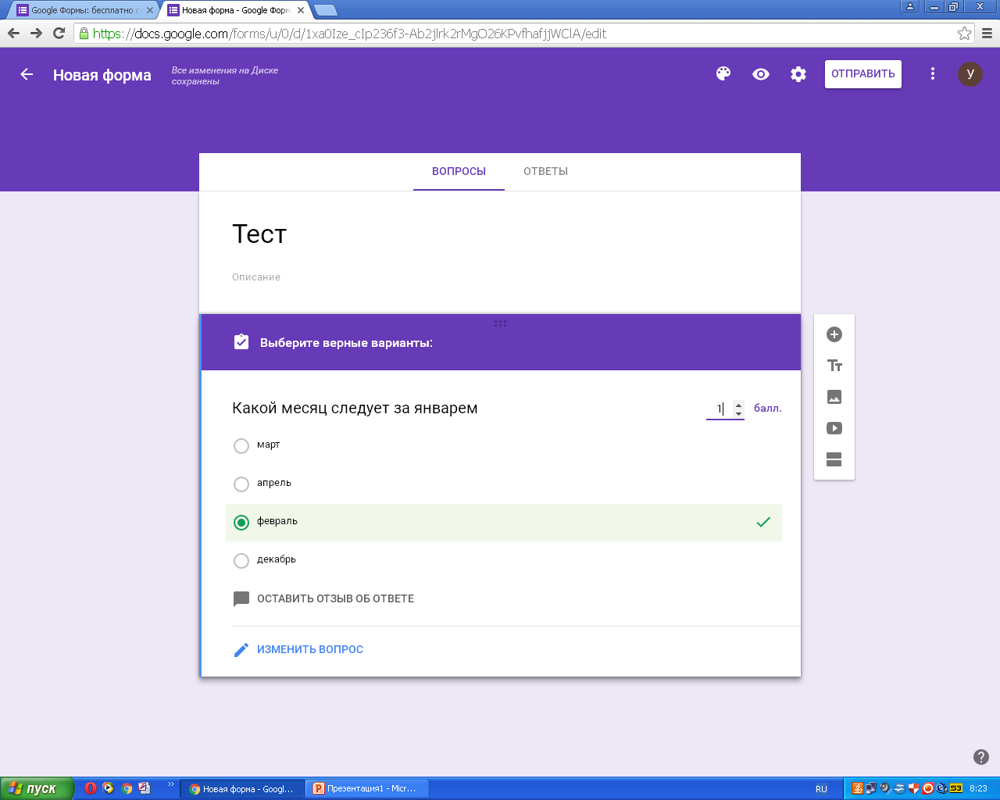 Google Формы: бесплатно с
Новая форма - Google Форм
https://docs.google.com/forms/u/0/d/1xa0Ize_cIp236f3-Ab2jlrk2rMgO26KPvfhafjjWClA/edit
Новая форма
Все изменения на Диске
сохранены
ОТПРАВИТЬ
У
ВОПРОСЫ
ОТВЕТЫ
Тест
Описание
Выберите верные варианты:
Какой месяц следует за январем
1
балл.
март
апрель
февраль
декабрь
ОСТАВИТЬ ОТЗЫВ ОБ ОТВЕТЕ
ИЗМЕНИТЬ ВОПРОС
пуск
Новая форма - Googl...
Презентация1 - Micr...
RU
8:23